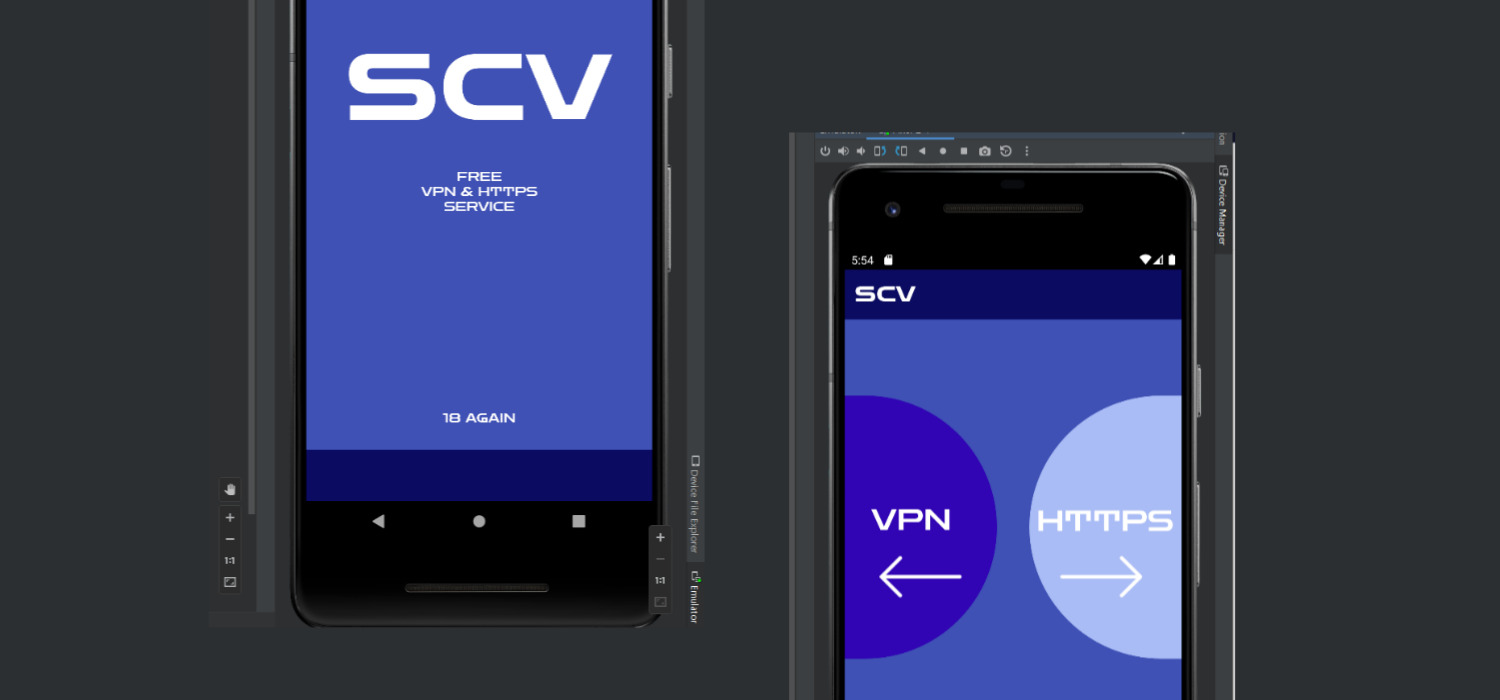 SCV
FREE
VPN & HTTPS
SERVICE
18 AGAIN
1:1
1:1
Device File Explorer
Emulator
Device Manager
5:54
SCV
VPN
HTTPS